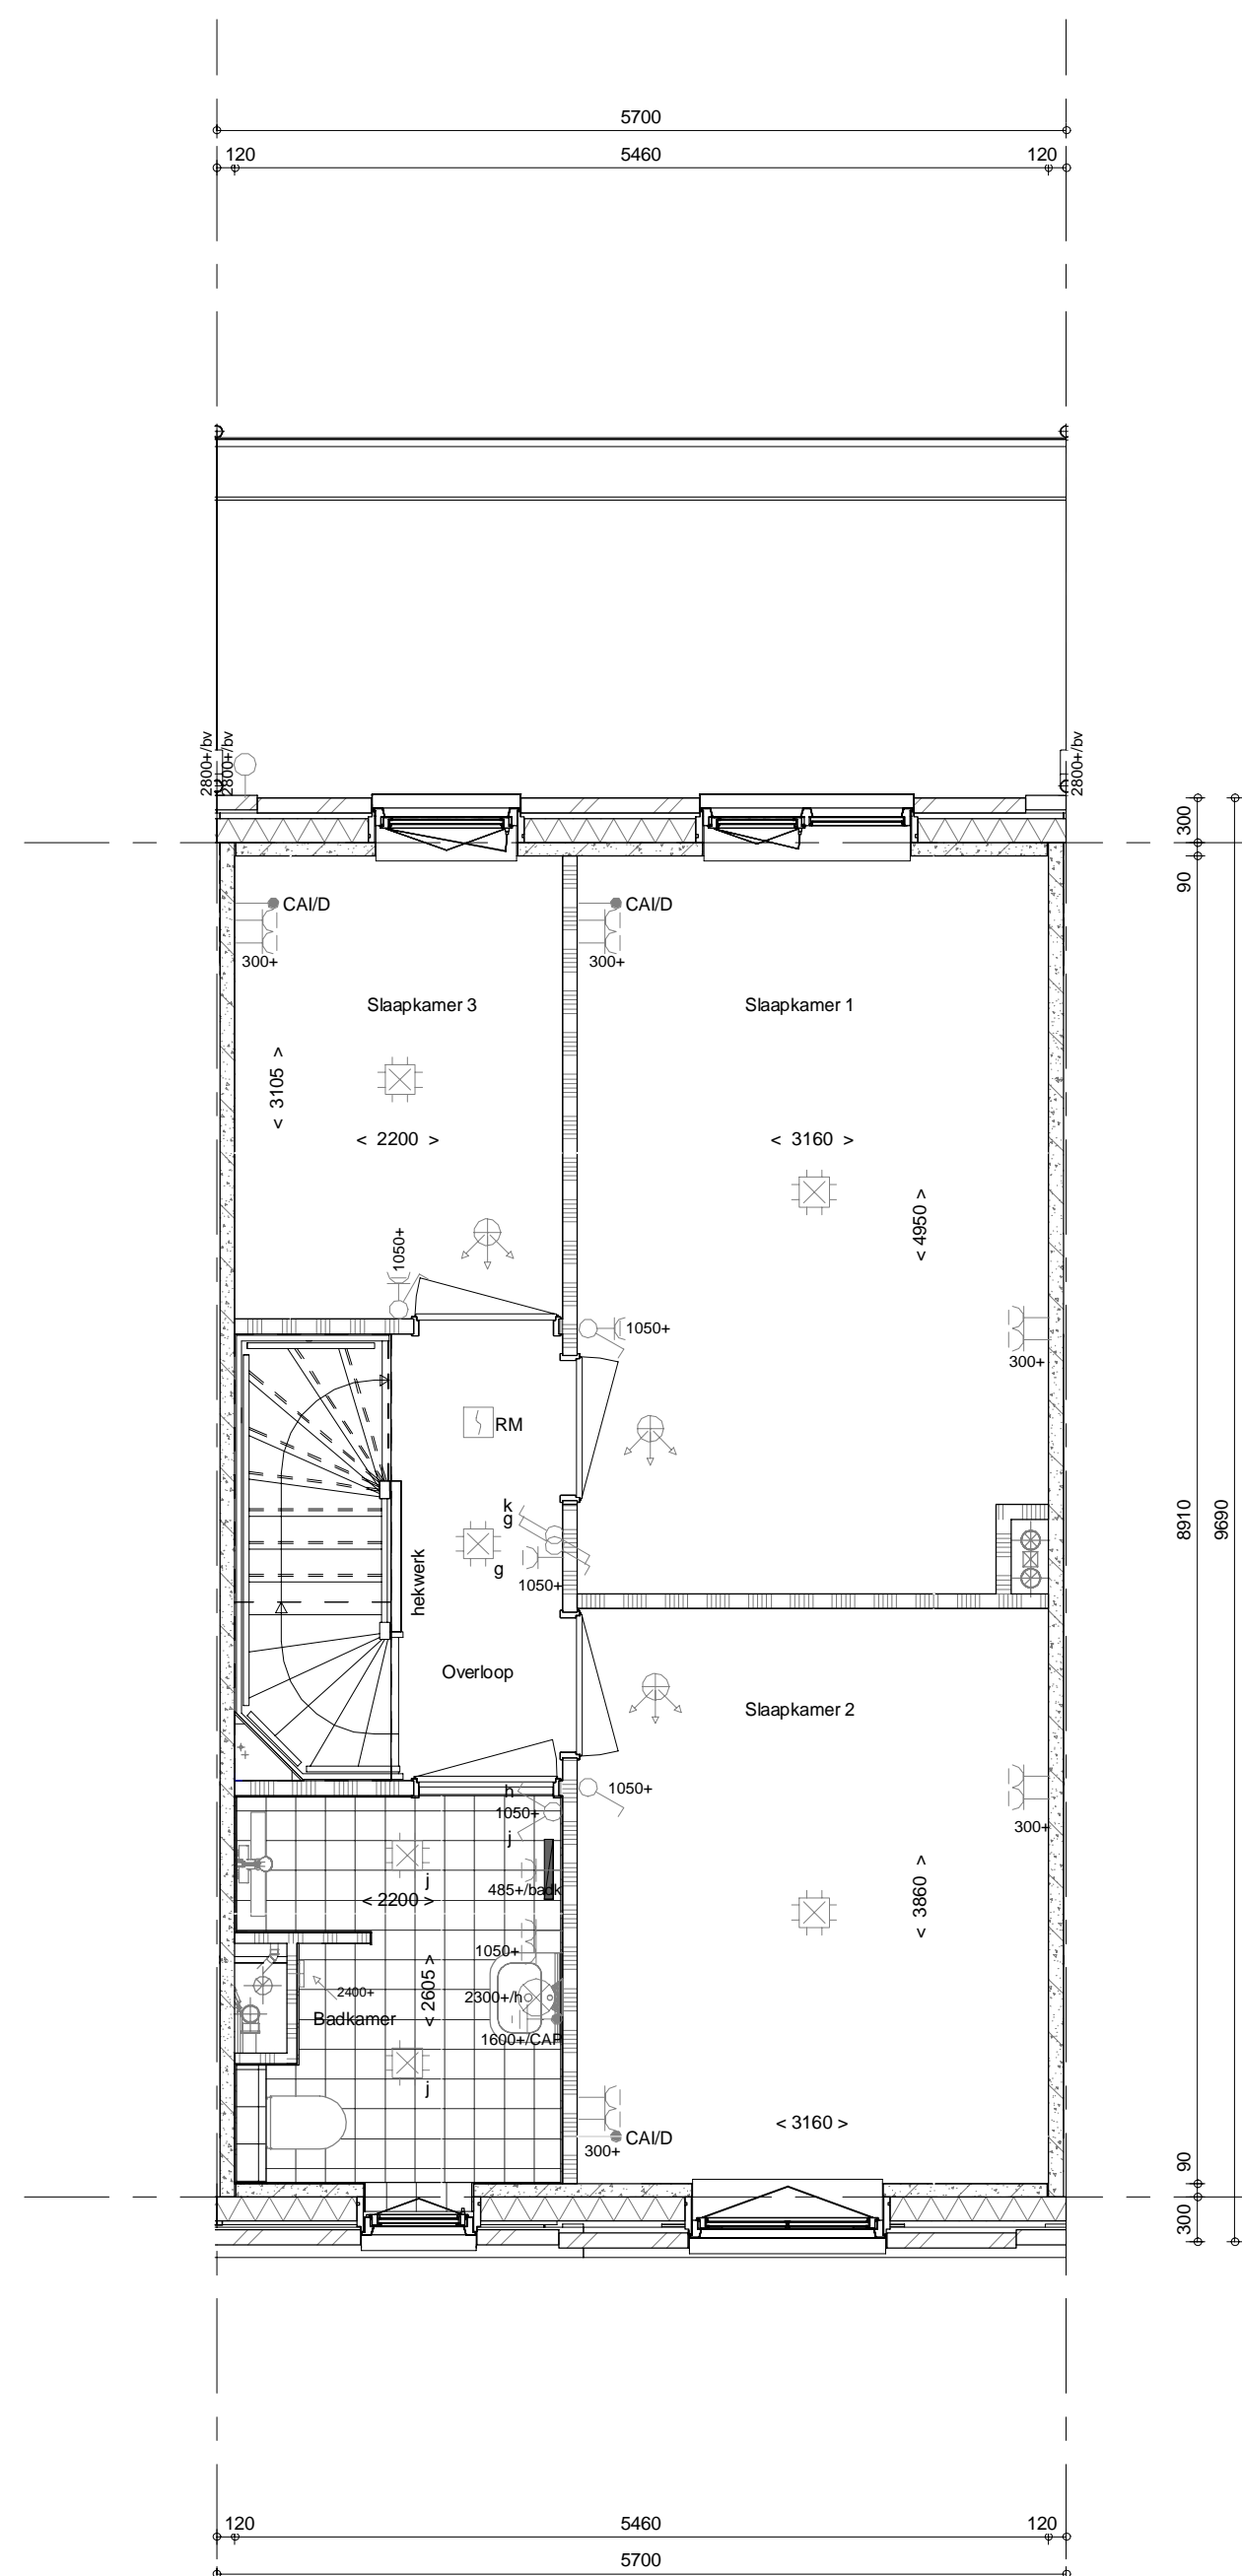 5700
120 5460 120
2800+/bv 2800+/bv 2800+/bv
300
90
CAI/D CAI/D
300+ 300+
Slaapkamer 3 Slaapkamer 1
< 3105 >
< 2200 > < 3160 >
< 4950 >
1050+
1050+
300+
RM
k
g
g
1050+
hekwerk
8910 9690
Overloop
Slaapkamer 2
h
1050+
1050+
j
300+
j
485+/badk
< 2200 >
< 3860 >
1050+
< 2605 >
2400+
2300+/h
Badkamer
1600+/CAP
j
< 3160 >
CAI/D
300+
90
300
120 5460 120
5700